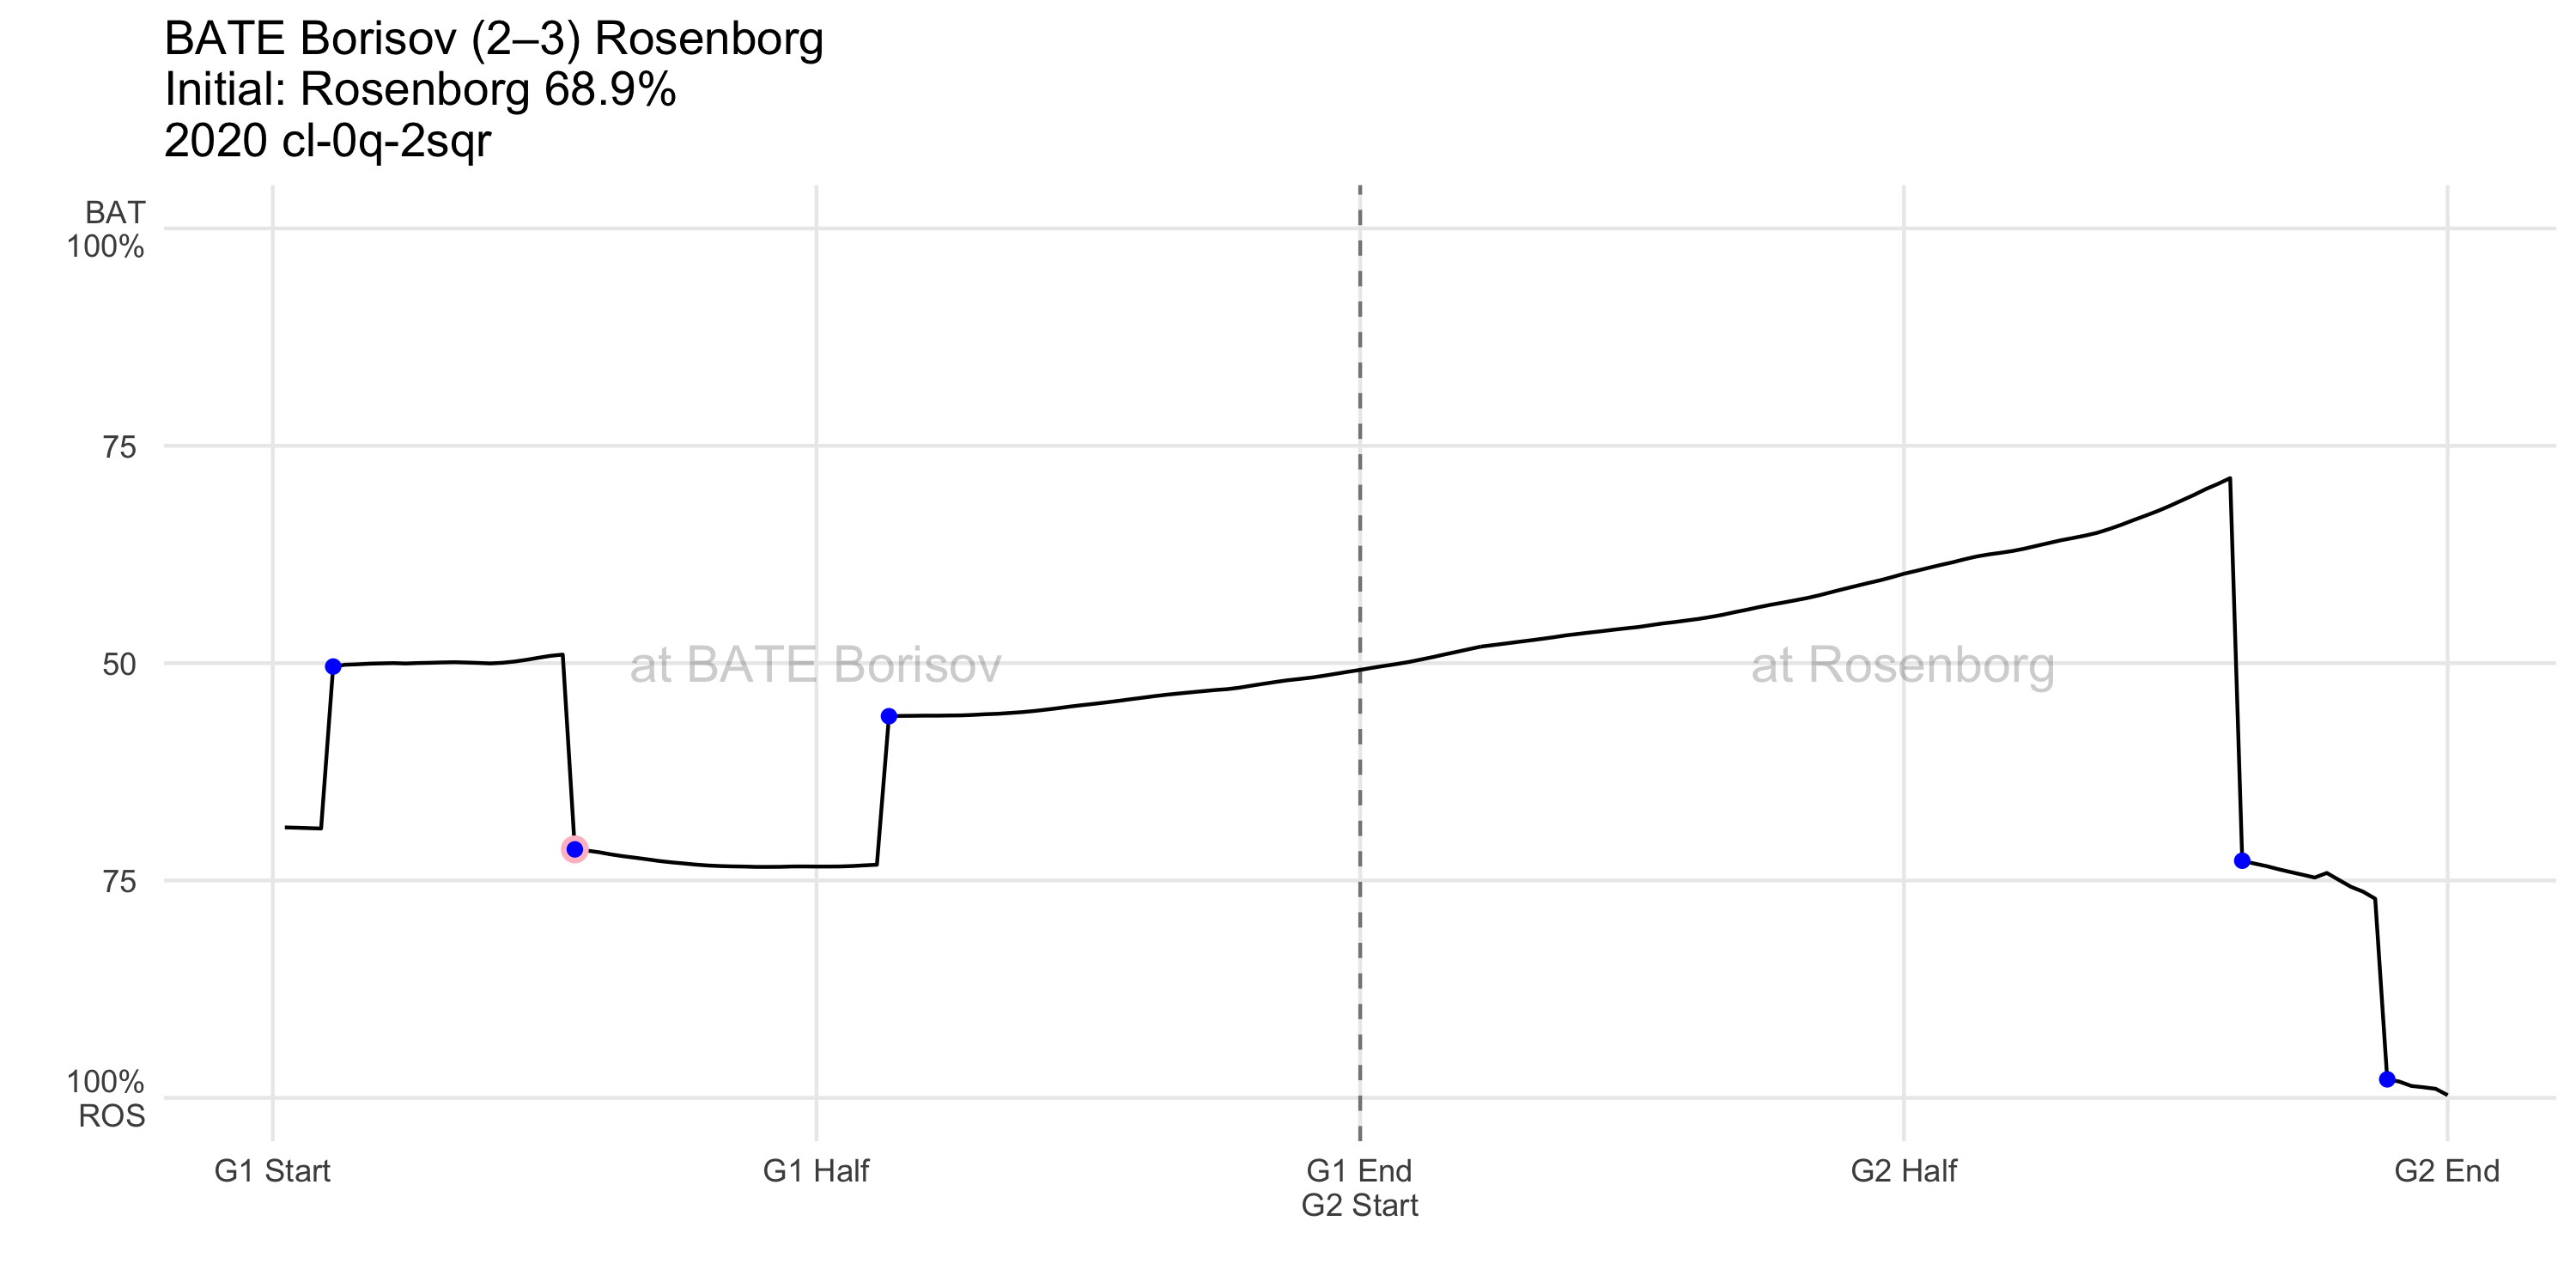 BATE Borisov (2–3) Rosenborg
Initial: Rosenborg 68.9%
2020 cl-0q-2sqr
BAT
100%
75
50
75
100%
ROS
at BATE Borisov
at Rosenborg
G1 Start
G1 Half
G1 End
G2 Start
G2 Half
G2 End